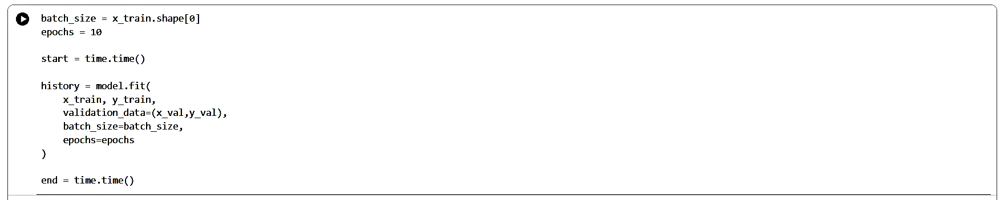 batch_size = x_train.shape[0]
epochs = 10
start = time.time()
history = model.fit(
    x_train, y_train,
    validation_data=(x_val,y_val),
    batch_size=batch_size,
    epochs=epochs
)
end = time.time()